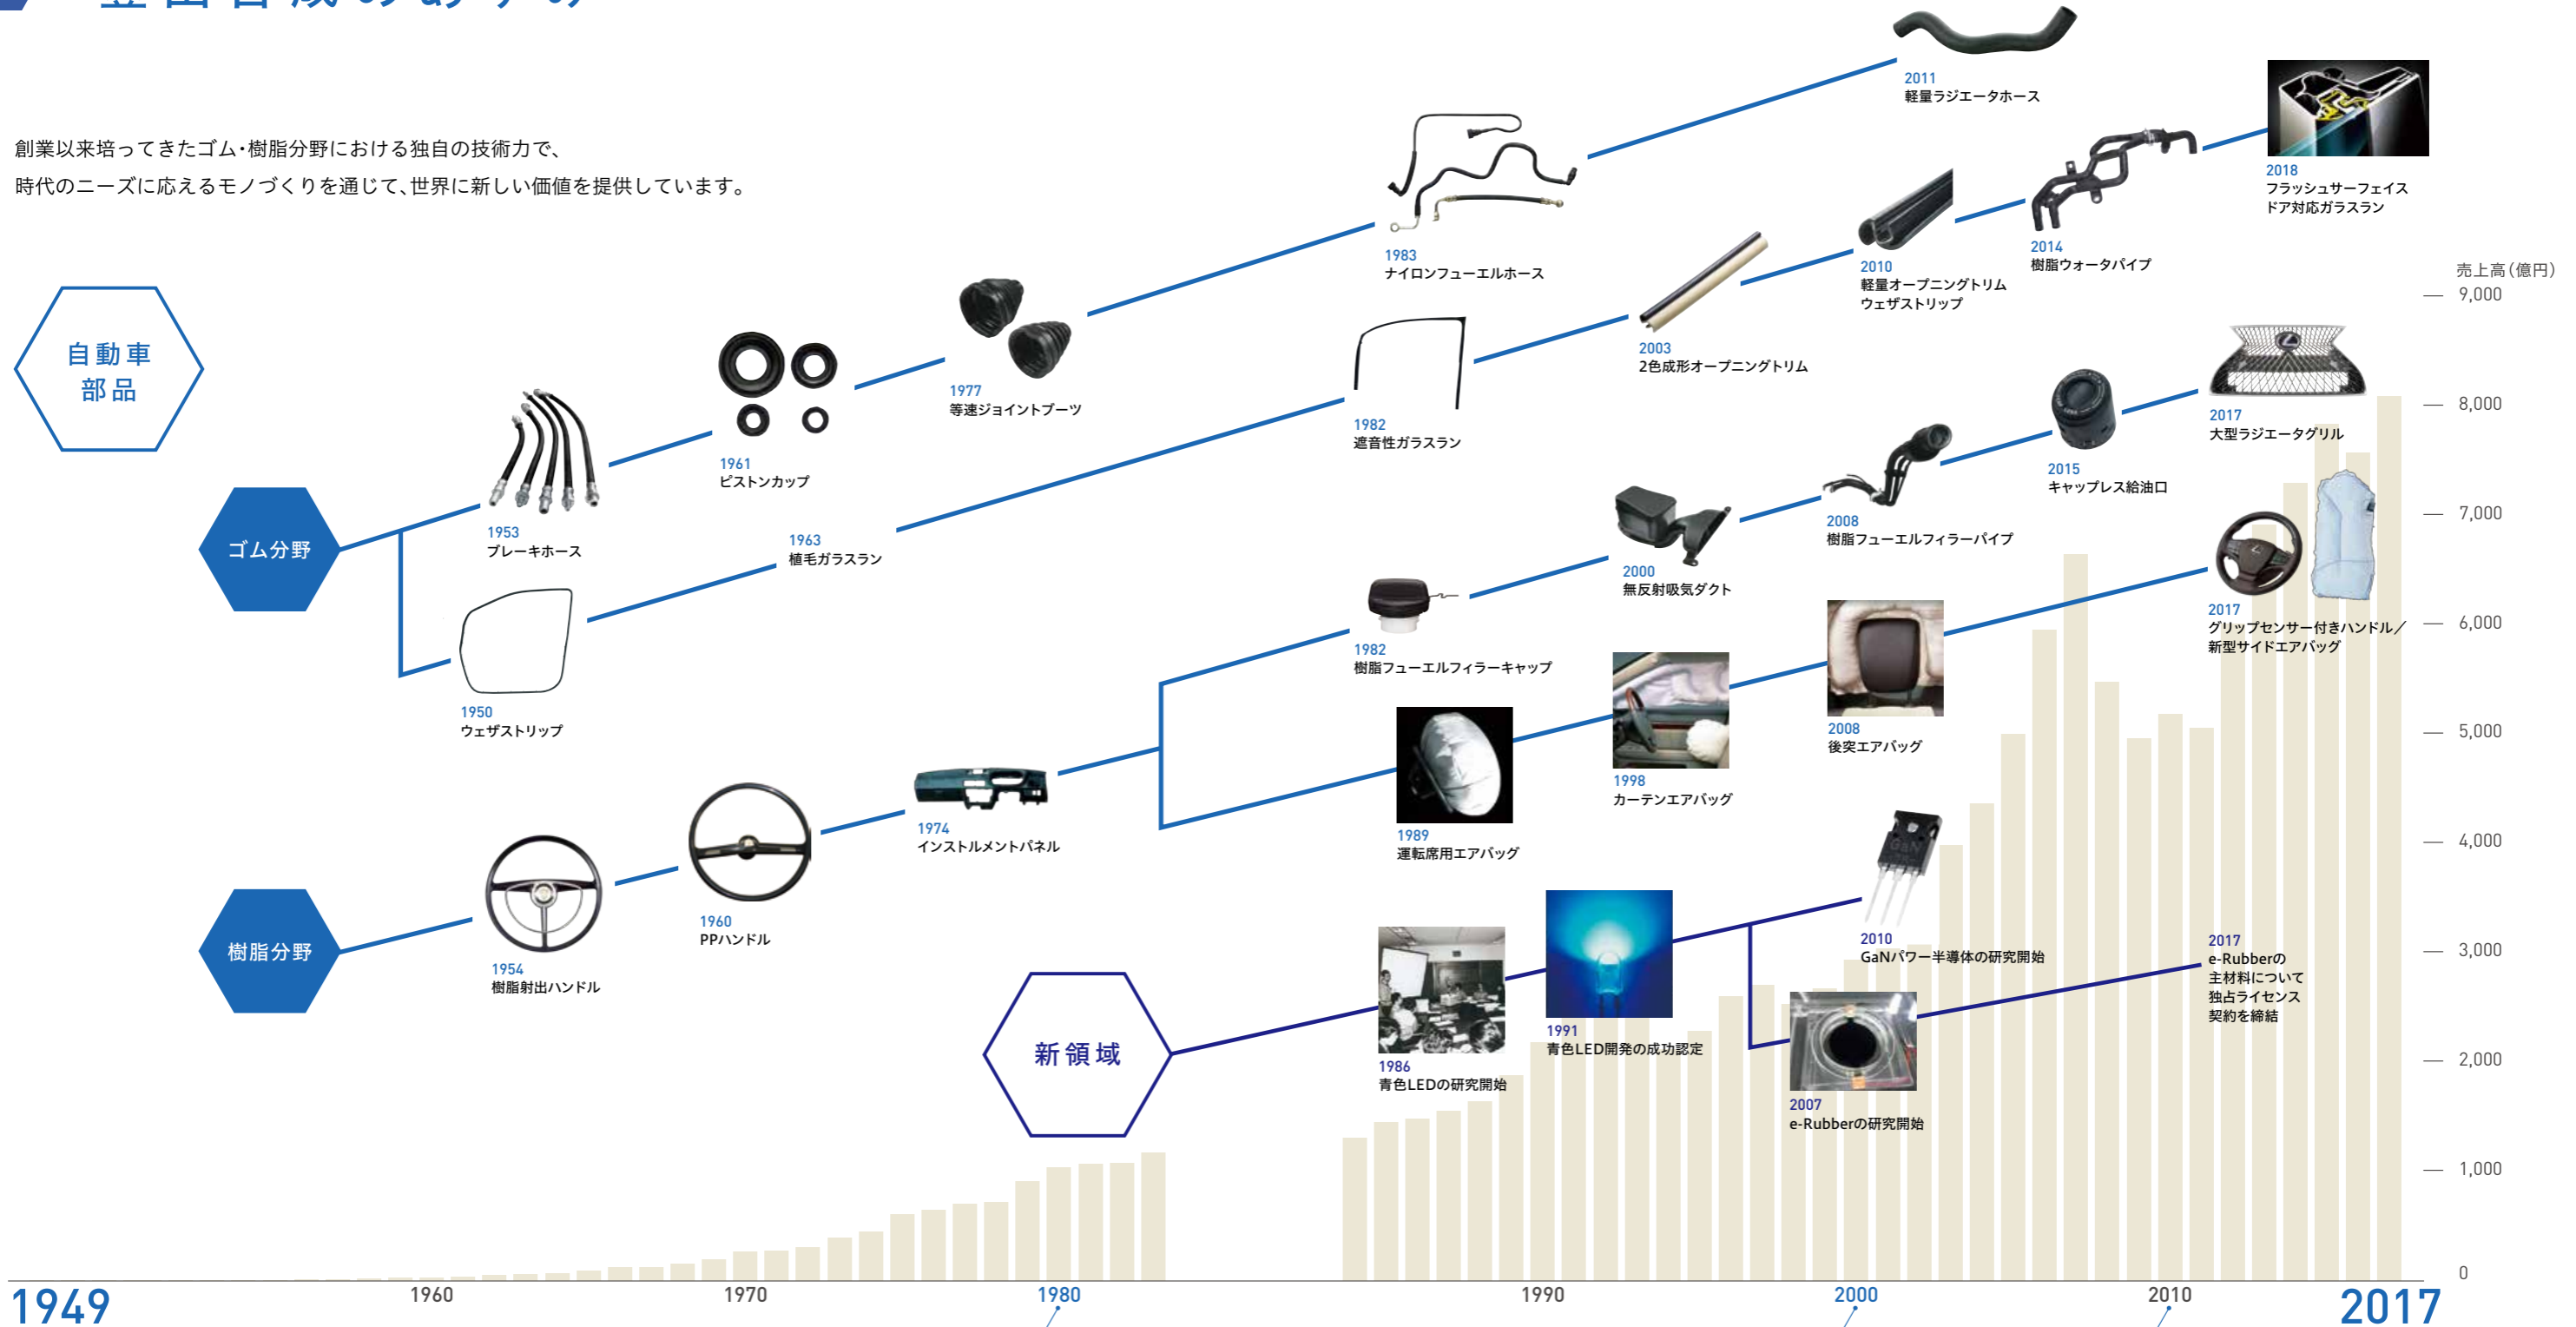 創業以来培ってきたゴム・樹脂分野における独自の技術力で、
時代のニーズに応えるモノづくりを通じて、世界に新しい価値を提供しています。
自動車
部品
ゴム分野
1953
ブレーキホース
1961
ピストンカップ
1977
等速ジョイントブーツ
1983
ナイロンフューエルホース
2011
軽量ラジエータホース
1950
ウェザストリップ
1963
植毛ガラスラン
1982
遮音性ガラスラン
2003
2色成形オープニングトリム
2010
軽量オープニングトリム
ウェザストリップ
2014
樹脂ウォータパイプ
2018
フラッシュサーフェイス
ドア対応ガラスラン
樹脂分野
1954
樹脂射出ハンドル
1960
PPハンドル
1974
インストルメントパネル
1982
樹脂フューエルフィラーキャップ
2000
無反射吸気ダクト
2008
樹脂フューエルフィラーパイプ
2015
キャップレス給油口
2017
大型ラジエータグリル
1989
運転席用エアバッグ
1998
カーテンエアバッグ
2008
後突エアバッグ
2017
グリップセンサー付きハンドル／
新型サイドエアバッグ
新領域
1986
青色LEDの研究開始
1991
青色LED開発の成功認定
2010
GaNパワー半導体の研究開始
GaN
2007
e-Rubberの研究開始
2017
e-Rubberの
主材料について
独占ライセンス
契約を締結
売上高（億円）
9,000
8,000
7,000
6,000
5,000
4,000
3,000
2,000
1,000
0
1949
1960
1970
1980
1990
2000
2010
2017